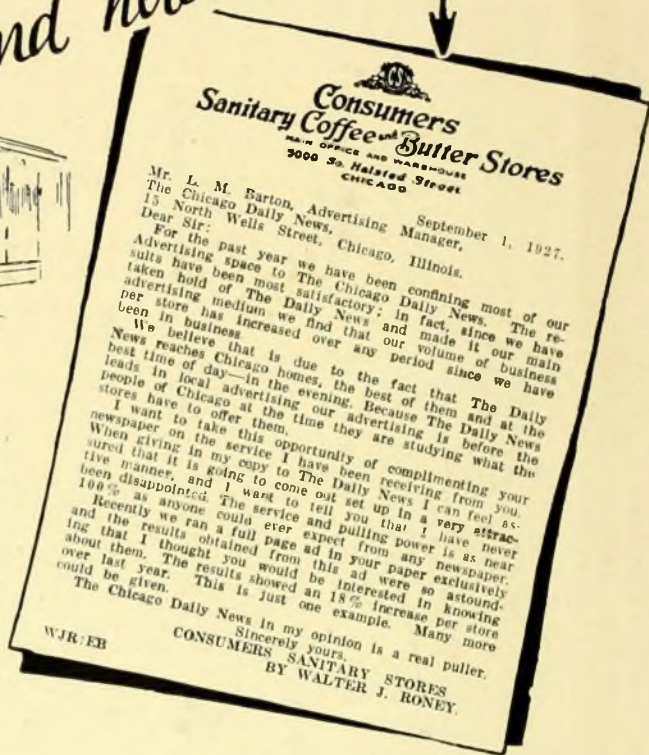 nd
CSS
Consumers
Sanitary Coffee and Butter Stores
MAIN OFFICE AND WAREHOUSE
3000 So. Halsted Street
CHICAGO
September 1, 1927.
Mr. L. M. Barton, Advertising Manager,
The Chicago Daily News,
15 North Wells Street, Chicago, Illinois.
Dear Sir:
For the past year we have been confining most of our
Advertising space to The Chicago Daily News. The re-
sults have been most satisfactory; in fact, since we have
taken hold of The Daily News and made it our main
advertising medium we find that our volume of business
per store has increased over any period since we have
been in business.
We believe that is due to the fact that The Daily
News reaches Chicago homes, the best of them and at the
best time of day—in the evening. Because The Daily News
leads in local advertising our advertising is before the
people of Chicago at the time they are studying what the
stores have to offer them.
I want to take this opportunity of complimenting your
newspaper on the service I have been receiving from you.
When giving in my copy to The Daily News I can feel as-
sured that it is going to come out set up in a very attrac-
tive manner, and I want to tell you that I have never
been disappointed. The service and pulling power is as near
100% as anyone could ever expect from any newspaper.
Recently we ran a full page ad in your paper exclusively
and the results obtained from this ad were so astound-
ing that I thought you would be interested in knowing
about them. The results showed an 18% increase per store
over last year. This is just one example. Many more
could be given.
The Chicago Daily News in my opinion is a real puller.
Sincerely yours,
CONSUMERS SANITARY STORES
BY WALTER J. RONEY.
WJR:EB